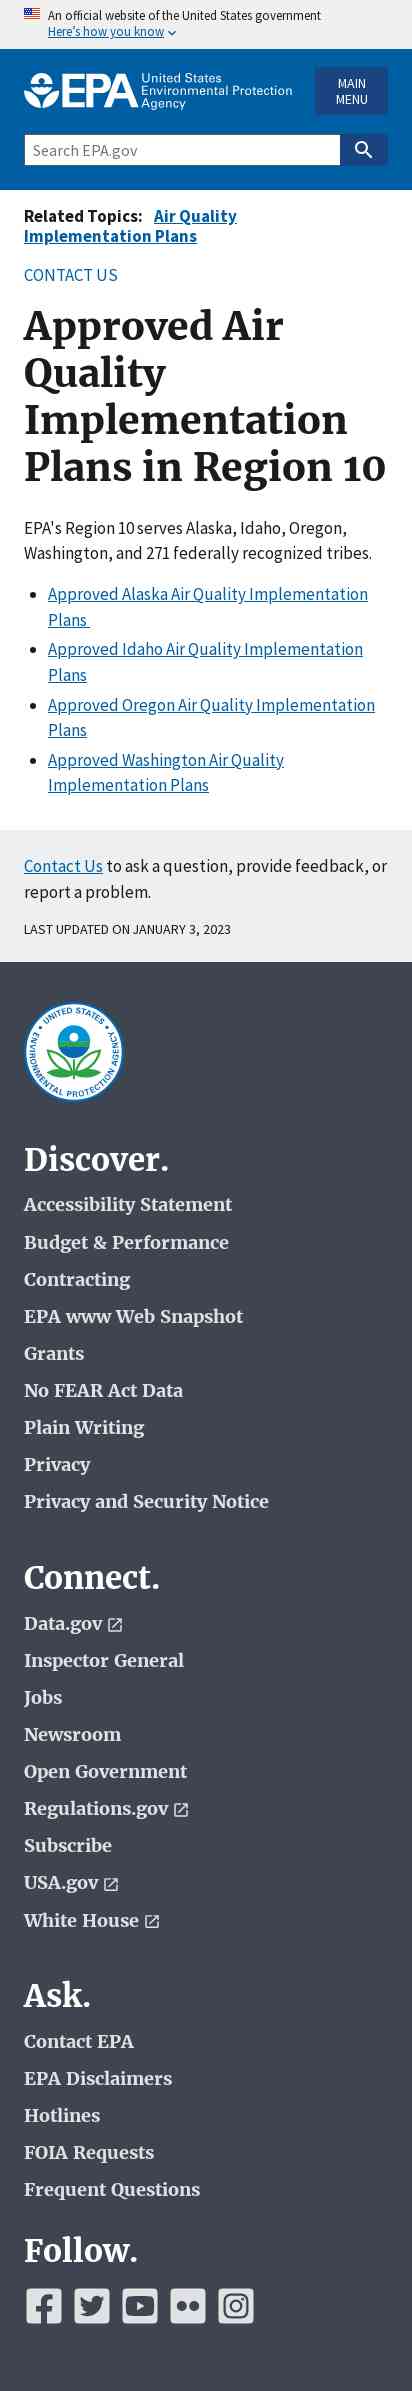 An official website of the United States government
Here's how you know
EPA United States
Environmental Protection
Agency
MAIN
MENU
Search EPA.gov
Related Topics: Air Quality
Implementation Plans
CONTACT US
Approved Air
Quality
Implementation
Plans in Region 10
EPA's Region 10 serves Alaska, Idaho, Oregon,
Washington, and 271 federally recognized tribes.
• Approved Alaska Air Quality Implementation
Plans
• Approved Idaho Air Quality Implementation
Plans
• Approved Oregon Air Quality Implementation
Plans
• Approved Washington Air Quality
Implementation Plans
Contact Us to ask a question, provide feedback, or
report a problem.
LAST UPDATED ON JANUARY 3, 2023
UNITED STATES
ENVIRONMENTAL PROTECTION AGENCY
Discover.
Accessibility Statement
Budget & Performance
Contracting
EPA www Web Snapshot
Grants
No FEAR Act Data
Plain Writing
Privacy
Privacy and Security Notice
Connect.
Data.gov
Inspector General
Jobs
Newsroom
Open Government
Regulations.gov
Subscribe
USA.gov
White House
Ask.
Contact EPA
EPA Disclaimers
Hotlines
FOIA Requests
Frequent Questions
Follow.